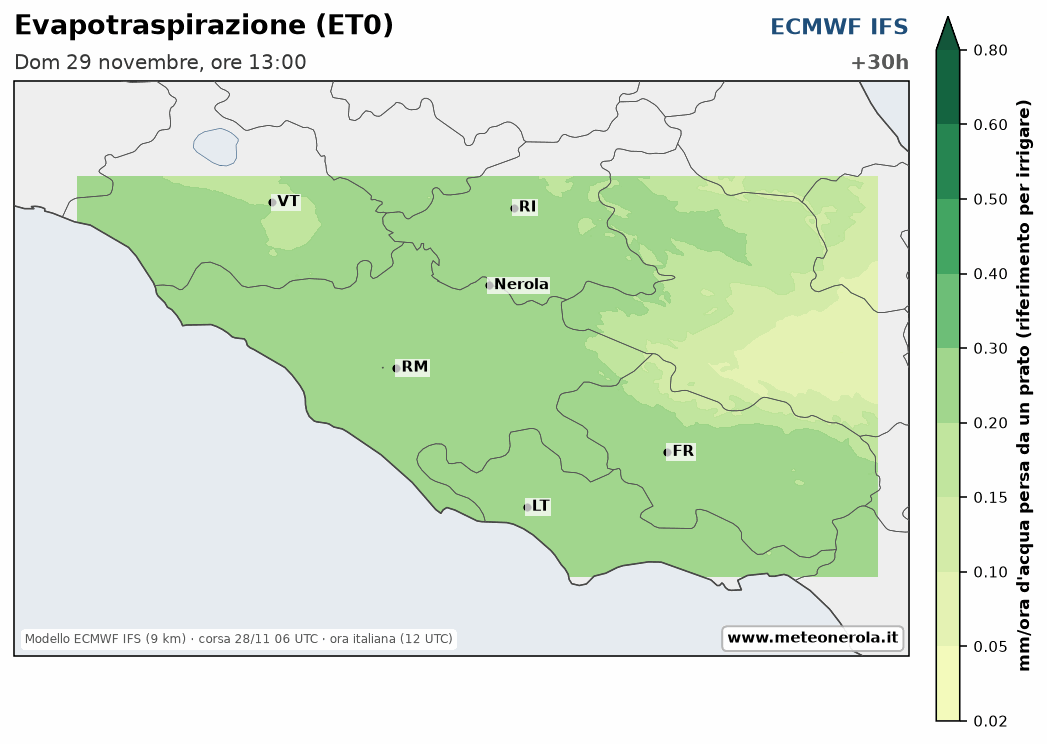 Evapotraspirazione (ET0)
ECMWF IFS
Dom 29 novembre, ore 13:00
+30h
VT
RI
Nerola
RM
FR
LT
Modello ECMWF IFS (9 km) · corsa 28/11 06 UTC · ora italiana (12 UTC)
www.meteonerola.it
0.80
0.60
0.50
0.40
0.30
0.20
0.15
0.10
0.05
0.02
mm/ora d'acqua persa da un prato (riferimento per irrigare)